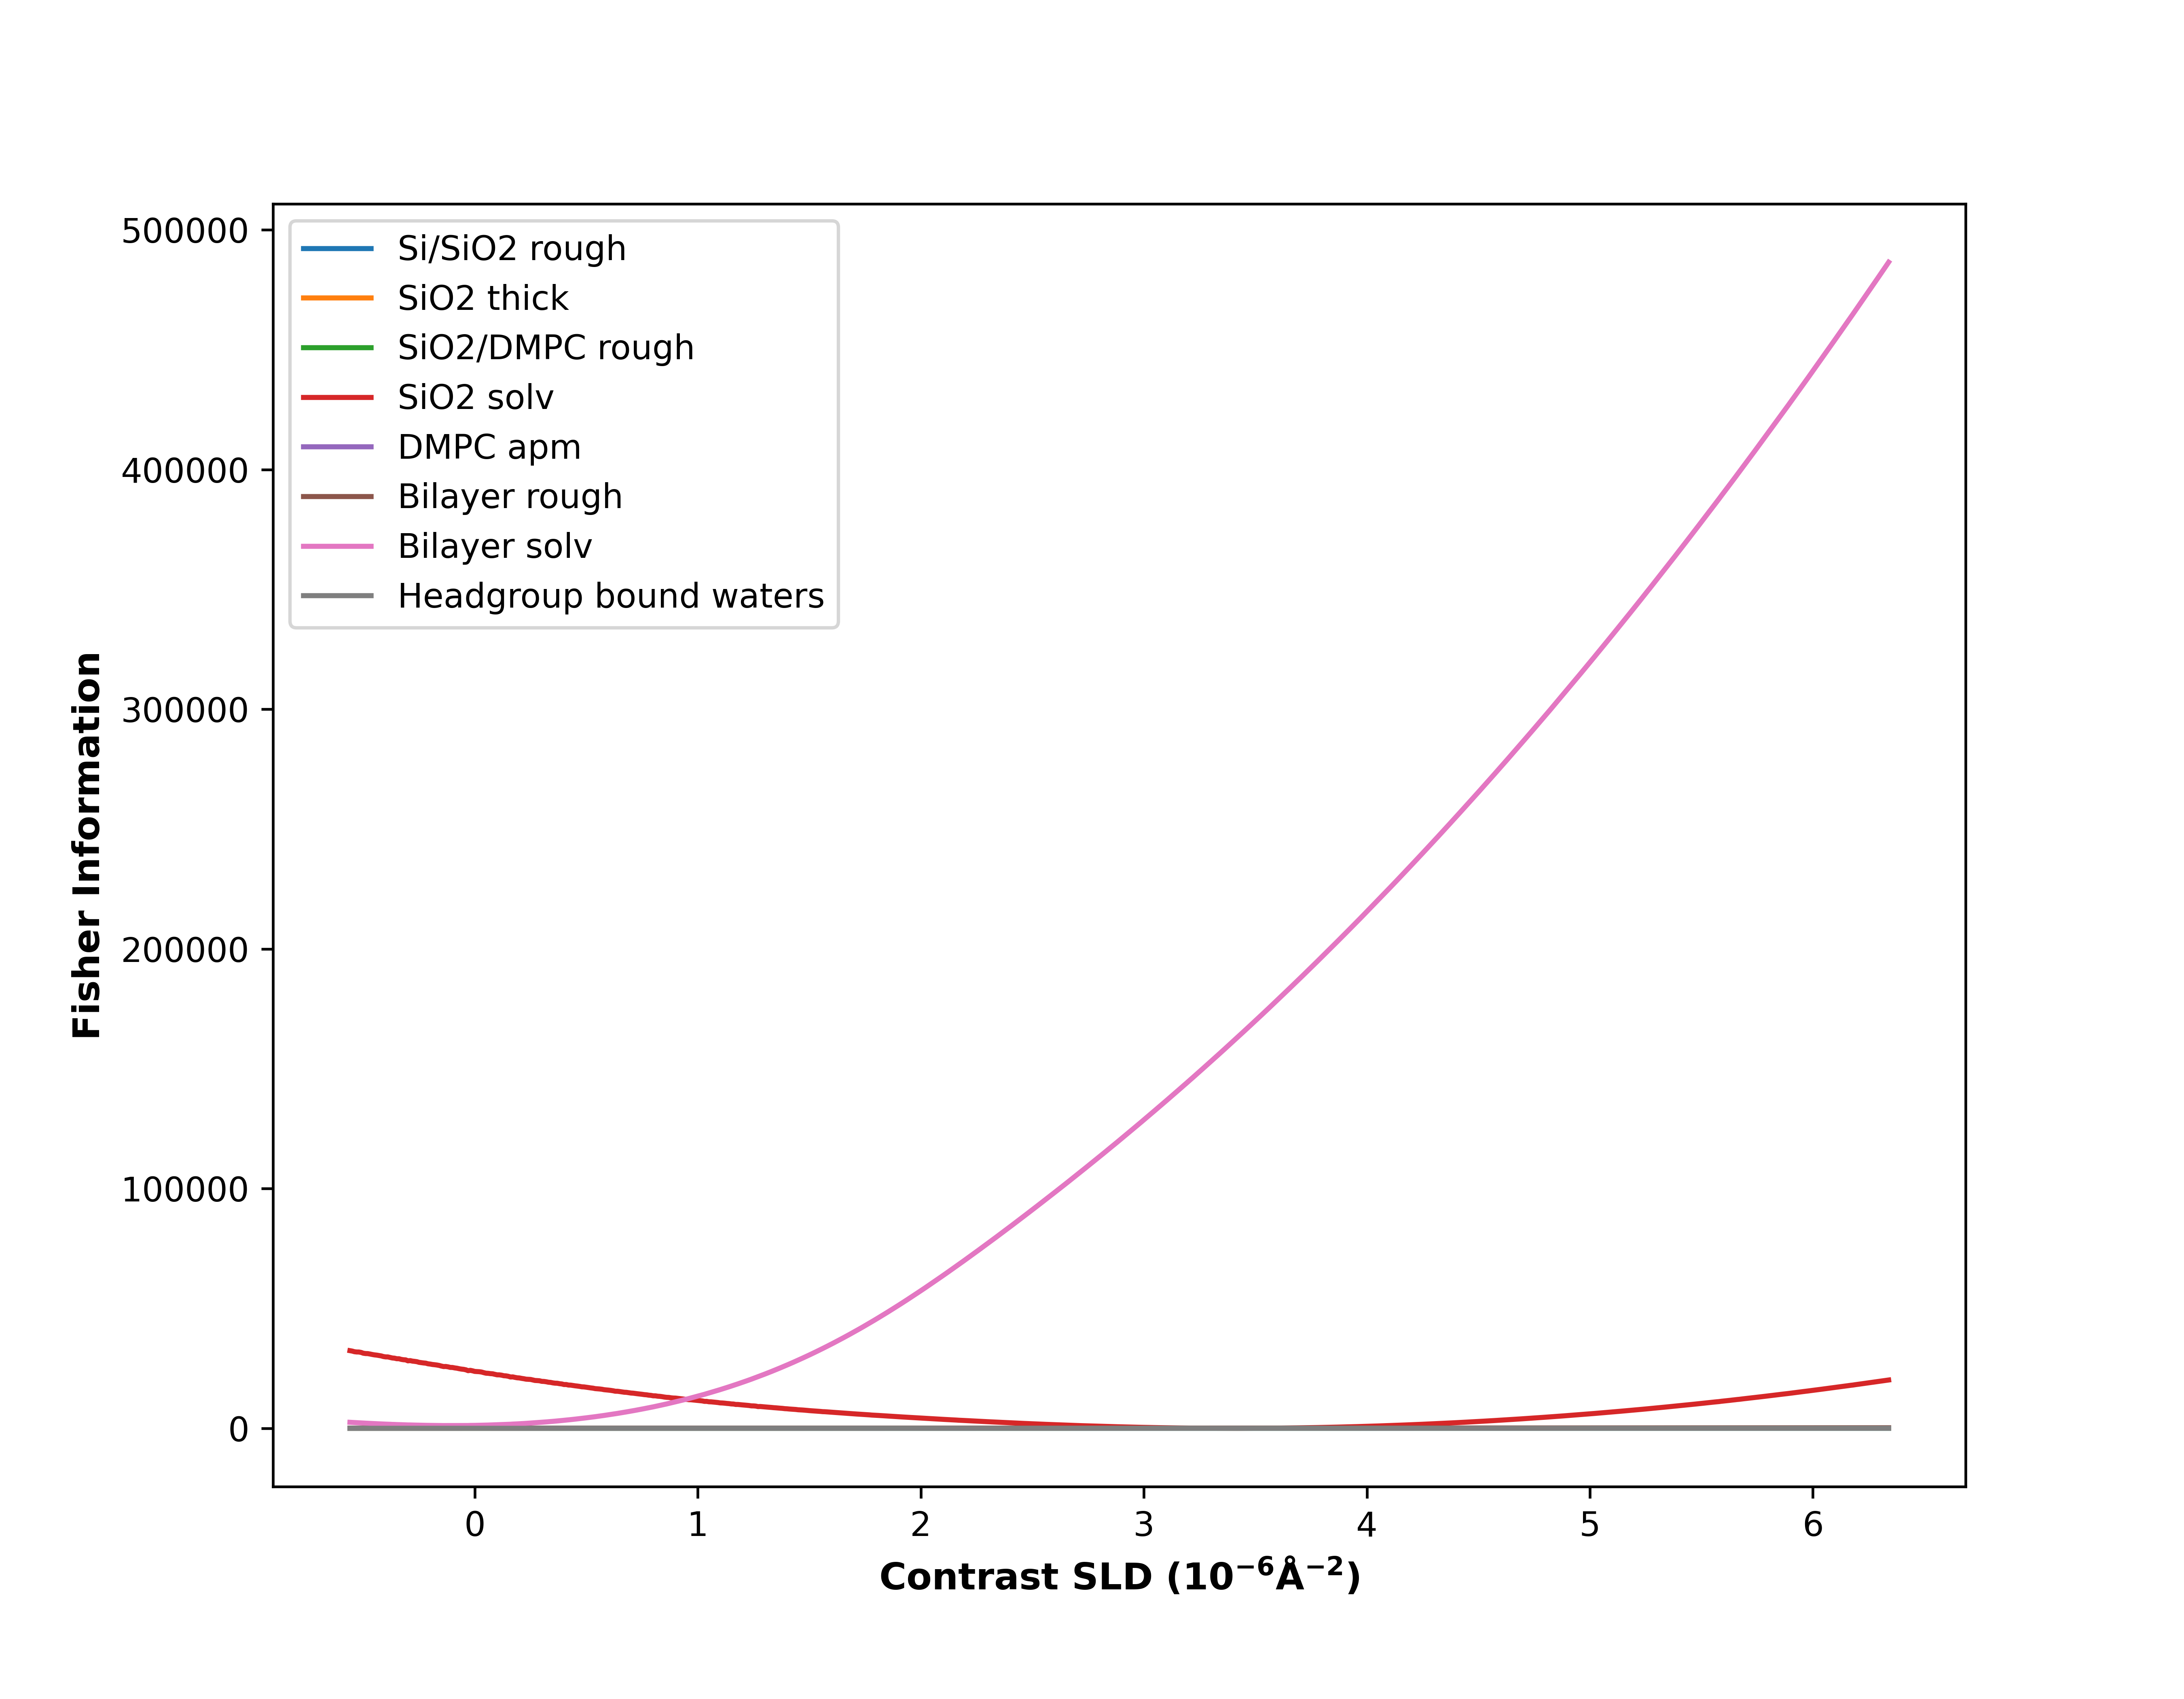 500000
400000
300000
200000
100000
0
Fisher Information
Si/SiO2 rough
SiO2 thick
SiO2/DMPC rough
SiO2 solv
DMPC apm
Bilayer rough
Bilayer solv
Headgroup bound waters
0 1 2 3 4 5 6
Contrast SLD (10⁻⁶Å⁻²)